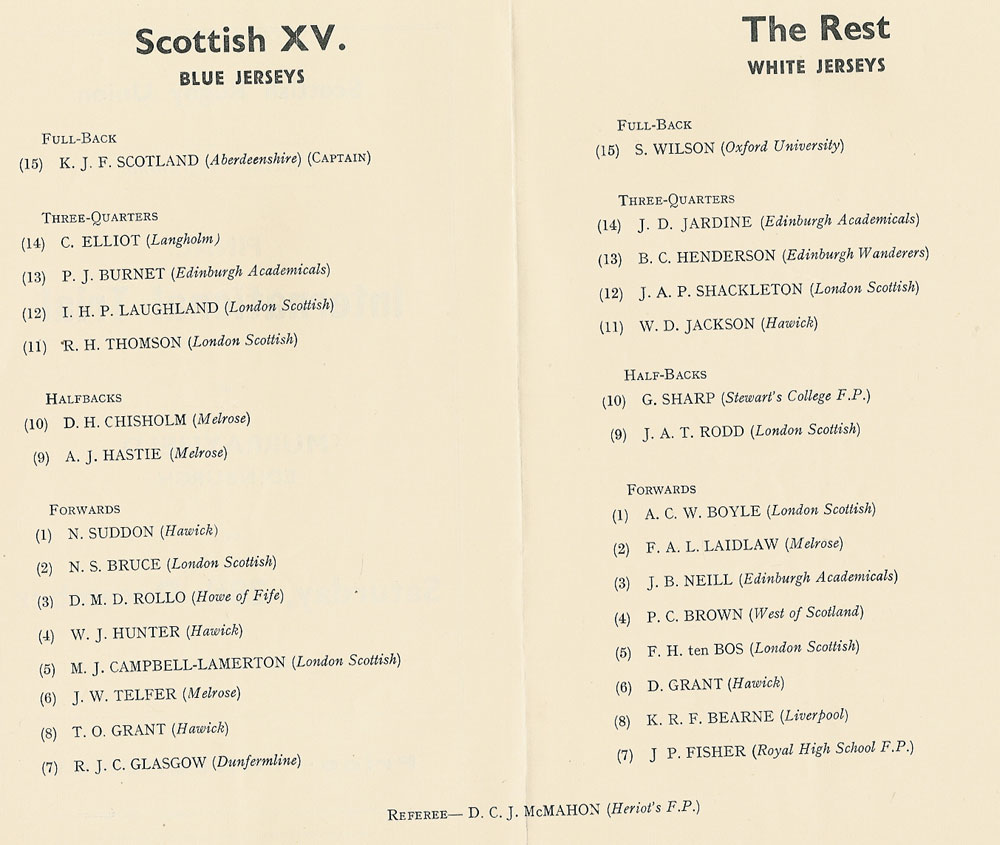 Scottish XV.
BLUE JERSEYS
FULL-BACK
(15) K. J. F. SCOTLAND (Aberdeenshire) (CAPTAIN)
THREE-QUARTERS
(14) C. ELLIOT (Langholm)
(13) P. J. BURNET (Edinburgh Academicals)
(12) I. H. P. LAUGHLAND (London Scottish)
(11) R. H. THOMSON (London Scottish)
HALFBACKS
(10) D. H. CHISHOLM (Melrose)
(9) A. J. HASTIE (Melrose)
FORWARDS
(1) N. SUDDON (Hawick)
(2) N. S. BRUCE (London Scottish)
(3) D. M. D. ROLLO (Howe of Fife)
(4) W. J. HUNTER (Hawick)
(5) M. J. CAMPBELL-LAMERTON (London Scottish)
(6) J. W. TELFER (Melrose)
(8) T. O. GRANT (Hawick)
(7) R. J. C. GLASGOW (Dunfermline)
The Rest
WHITE JERSEYS
FULL-BACK
(15) S. WILSON (Oxford University)
THREE-QUARTERS
(14) J. D. JARDINE (Edinburgh Academicals)
(13) B. C. HENDERSON (Edinburgh Wanderers)
(12) J. A. P. SHACKLETON (London Scottish)
(11) W. D. JACKSON (Hawick)
HALF-BACKS
(10) G. SHARP (Stewart's College F.P.)
(9) J. A. T. RODD (London Scottish)
FORWARDS
(1) A. C. W. BOYLE (London Scottish)
(2) F. A. L. LAIDLAW (Melrose)
(3) J. B. NEILL (Edinburgh Academicals)
(4) P. C. BROWN (West of Scotland)
(5) F. H. ten BOS (London Scottish)
(6) D. GRANT (Hawick)
(8) K. R. F. BEARNE (Liverpool)
(7) J P. FISHER (Royal High School F.P.)
REFEREE— D. C. J. McMAHON (Heriot's F.P.)